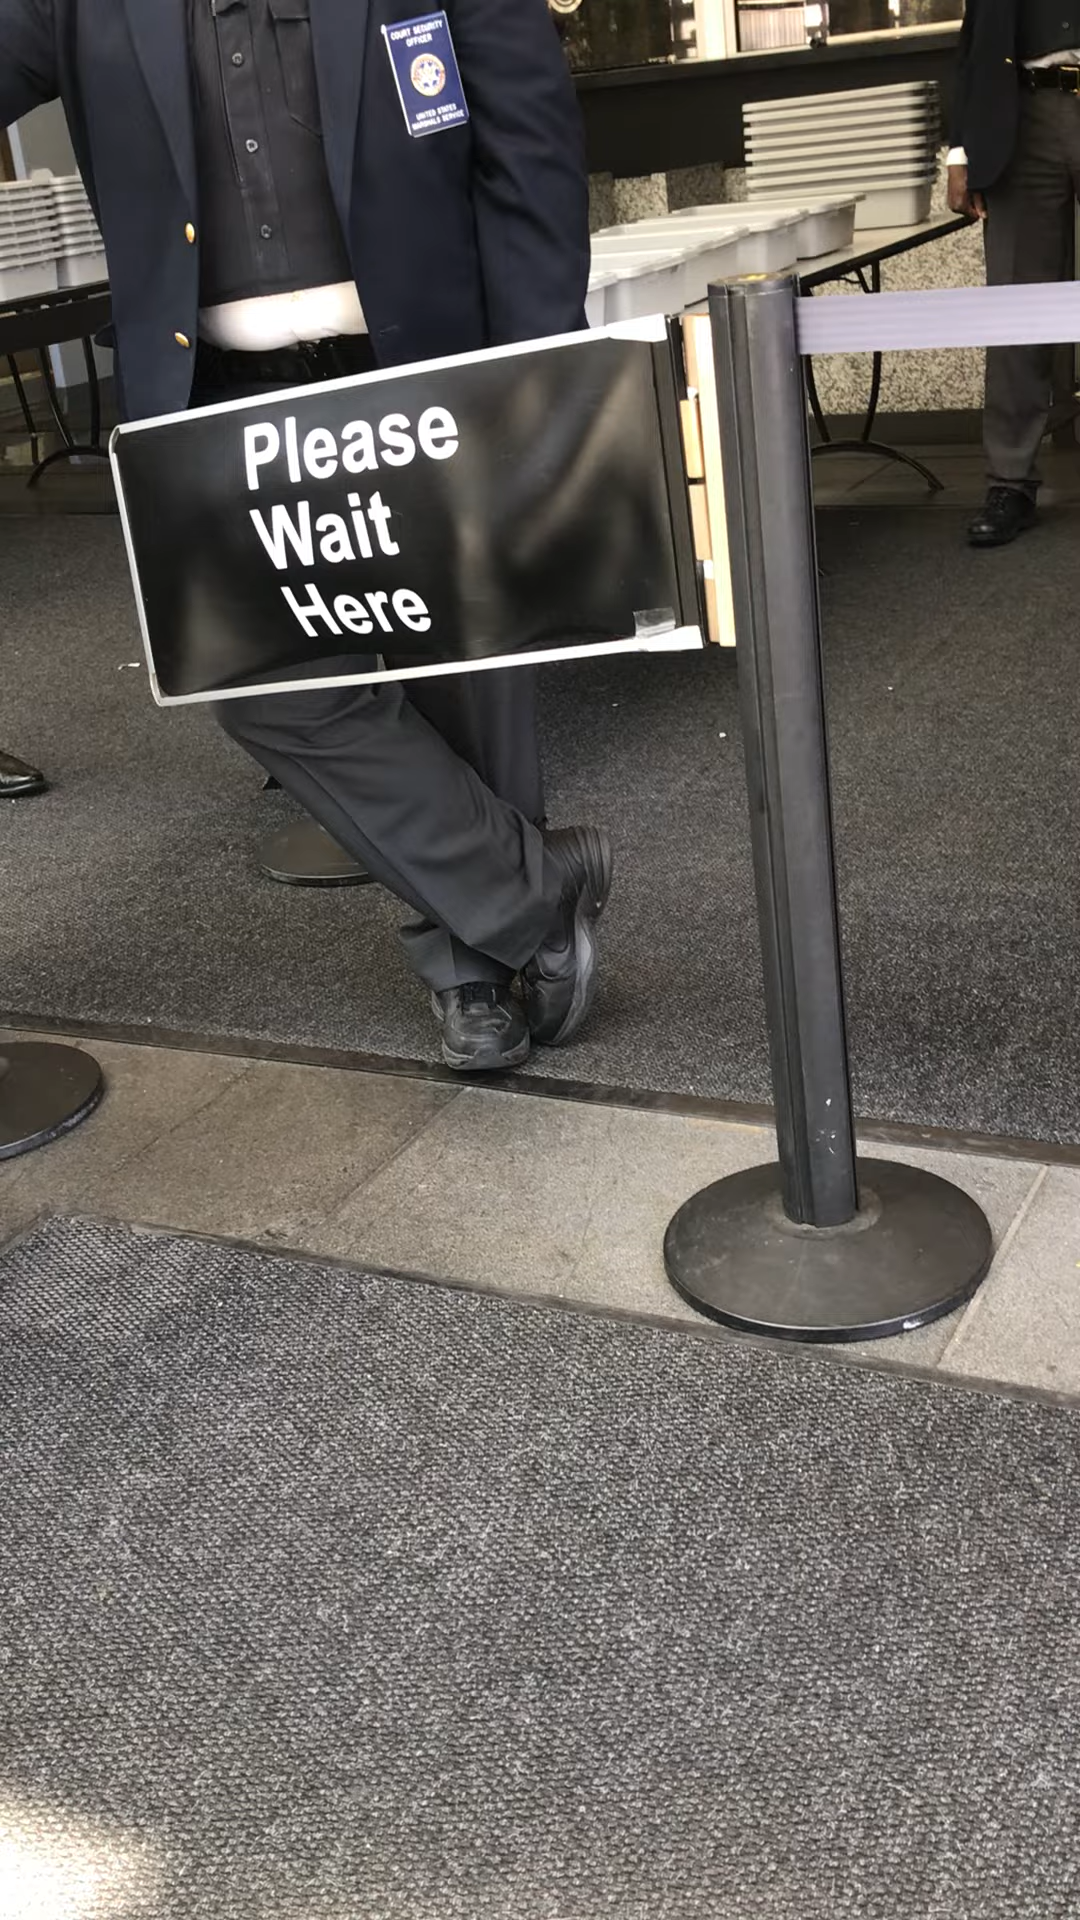 COURT SECURITY
OFFICER
UNITED STATES
MARSHALS SERVICE
Please
Wait
Here